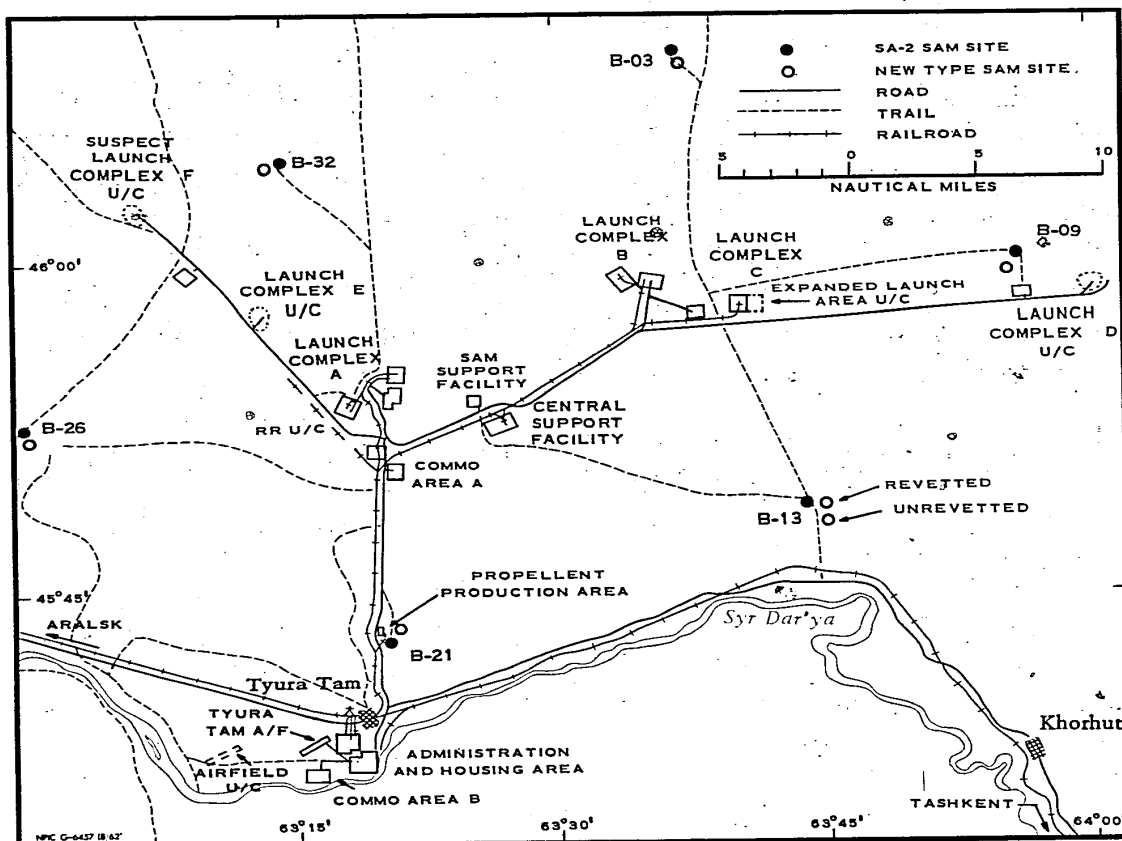 B-03
SA-2 SAM SITE
NEW TYPE SAM SITE
ROAD
TRAIL
RAILROAD
5 0 5 10
NAUTICAL MILES
SUSPECT
LAUNCH
COMPLEX F
U/C
B-32
LAUNCH
COMPLEX
B
LAUNCH
COMPLEX
C
B-09
46°00'
LAUNCH
COMPLEX E
U/C
EXPANDED LAUNCH
AREA U/C
LAUNCH
COMPLEX D
U/C
LAUNCH
COMPLEX
A
SAM
SUPPORT
FACILITY
CENTRAL
SUPPORT
FACILITY
B-26
RR U/C
COMMO
AREA A
REVETTED
UNREVETTED
B-13
PROPELLENT
PRODUCTION AREA
45°45'
ARALSK
Syr Dar'ya
B-21
Tyura Tam
TYURA
TAM A/F
Khorhut
ADMINISTRATION
AND HOUSING AREA
AIRFIELD
U/C
COMMO AREA B
TASHKENT
NPIC G-6457 (8/62)
63°15' 63°30' 63°45' 64°00'